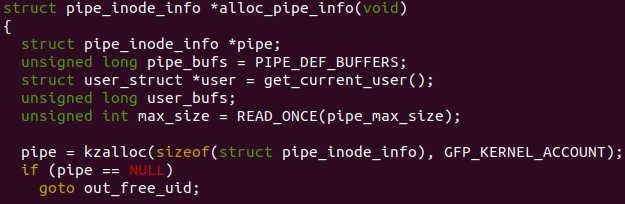 struct pipe_inode_info *alloc_pipe_info(void)
{
  struct pipe_inode_info *pipe;
  unsigned long pipe_bufs = PIPE_DEF_BUFFERS;
  struct user_struct *user = get_current_user();
  unsigned long user_bufs;
  unsigned int max_size = READ_ONCE(pipe_max_size);

  pipe = kzalloc(sizeof(struct pipe_inode_info), GFP_KERNEL_ACCOUNT);
  if (pipe == NULL)
    goto out_free_uid;